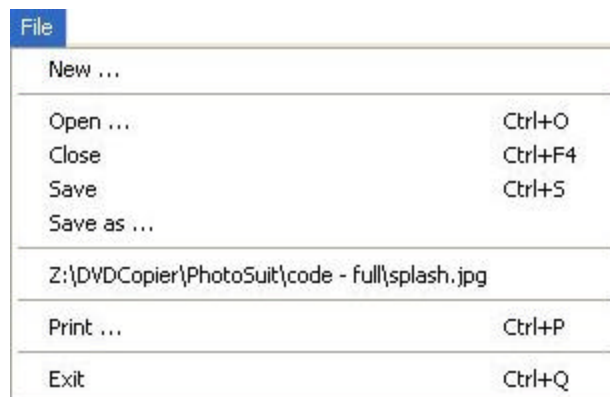 File
New ...
Open ... Ctrl+O
Close Ctrl+F4
Save Ctrl+S
Save as ...
Z:\DVDCopier\PhotoSuit\code - full\splash.jpg
Print ... Ctrl+P
Exit Ctrl+Q